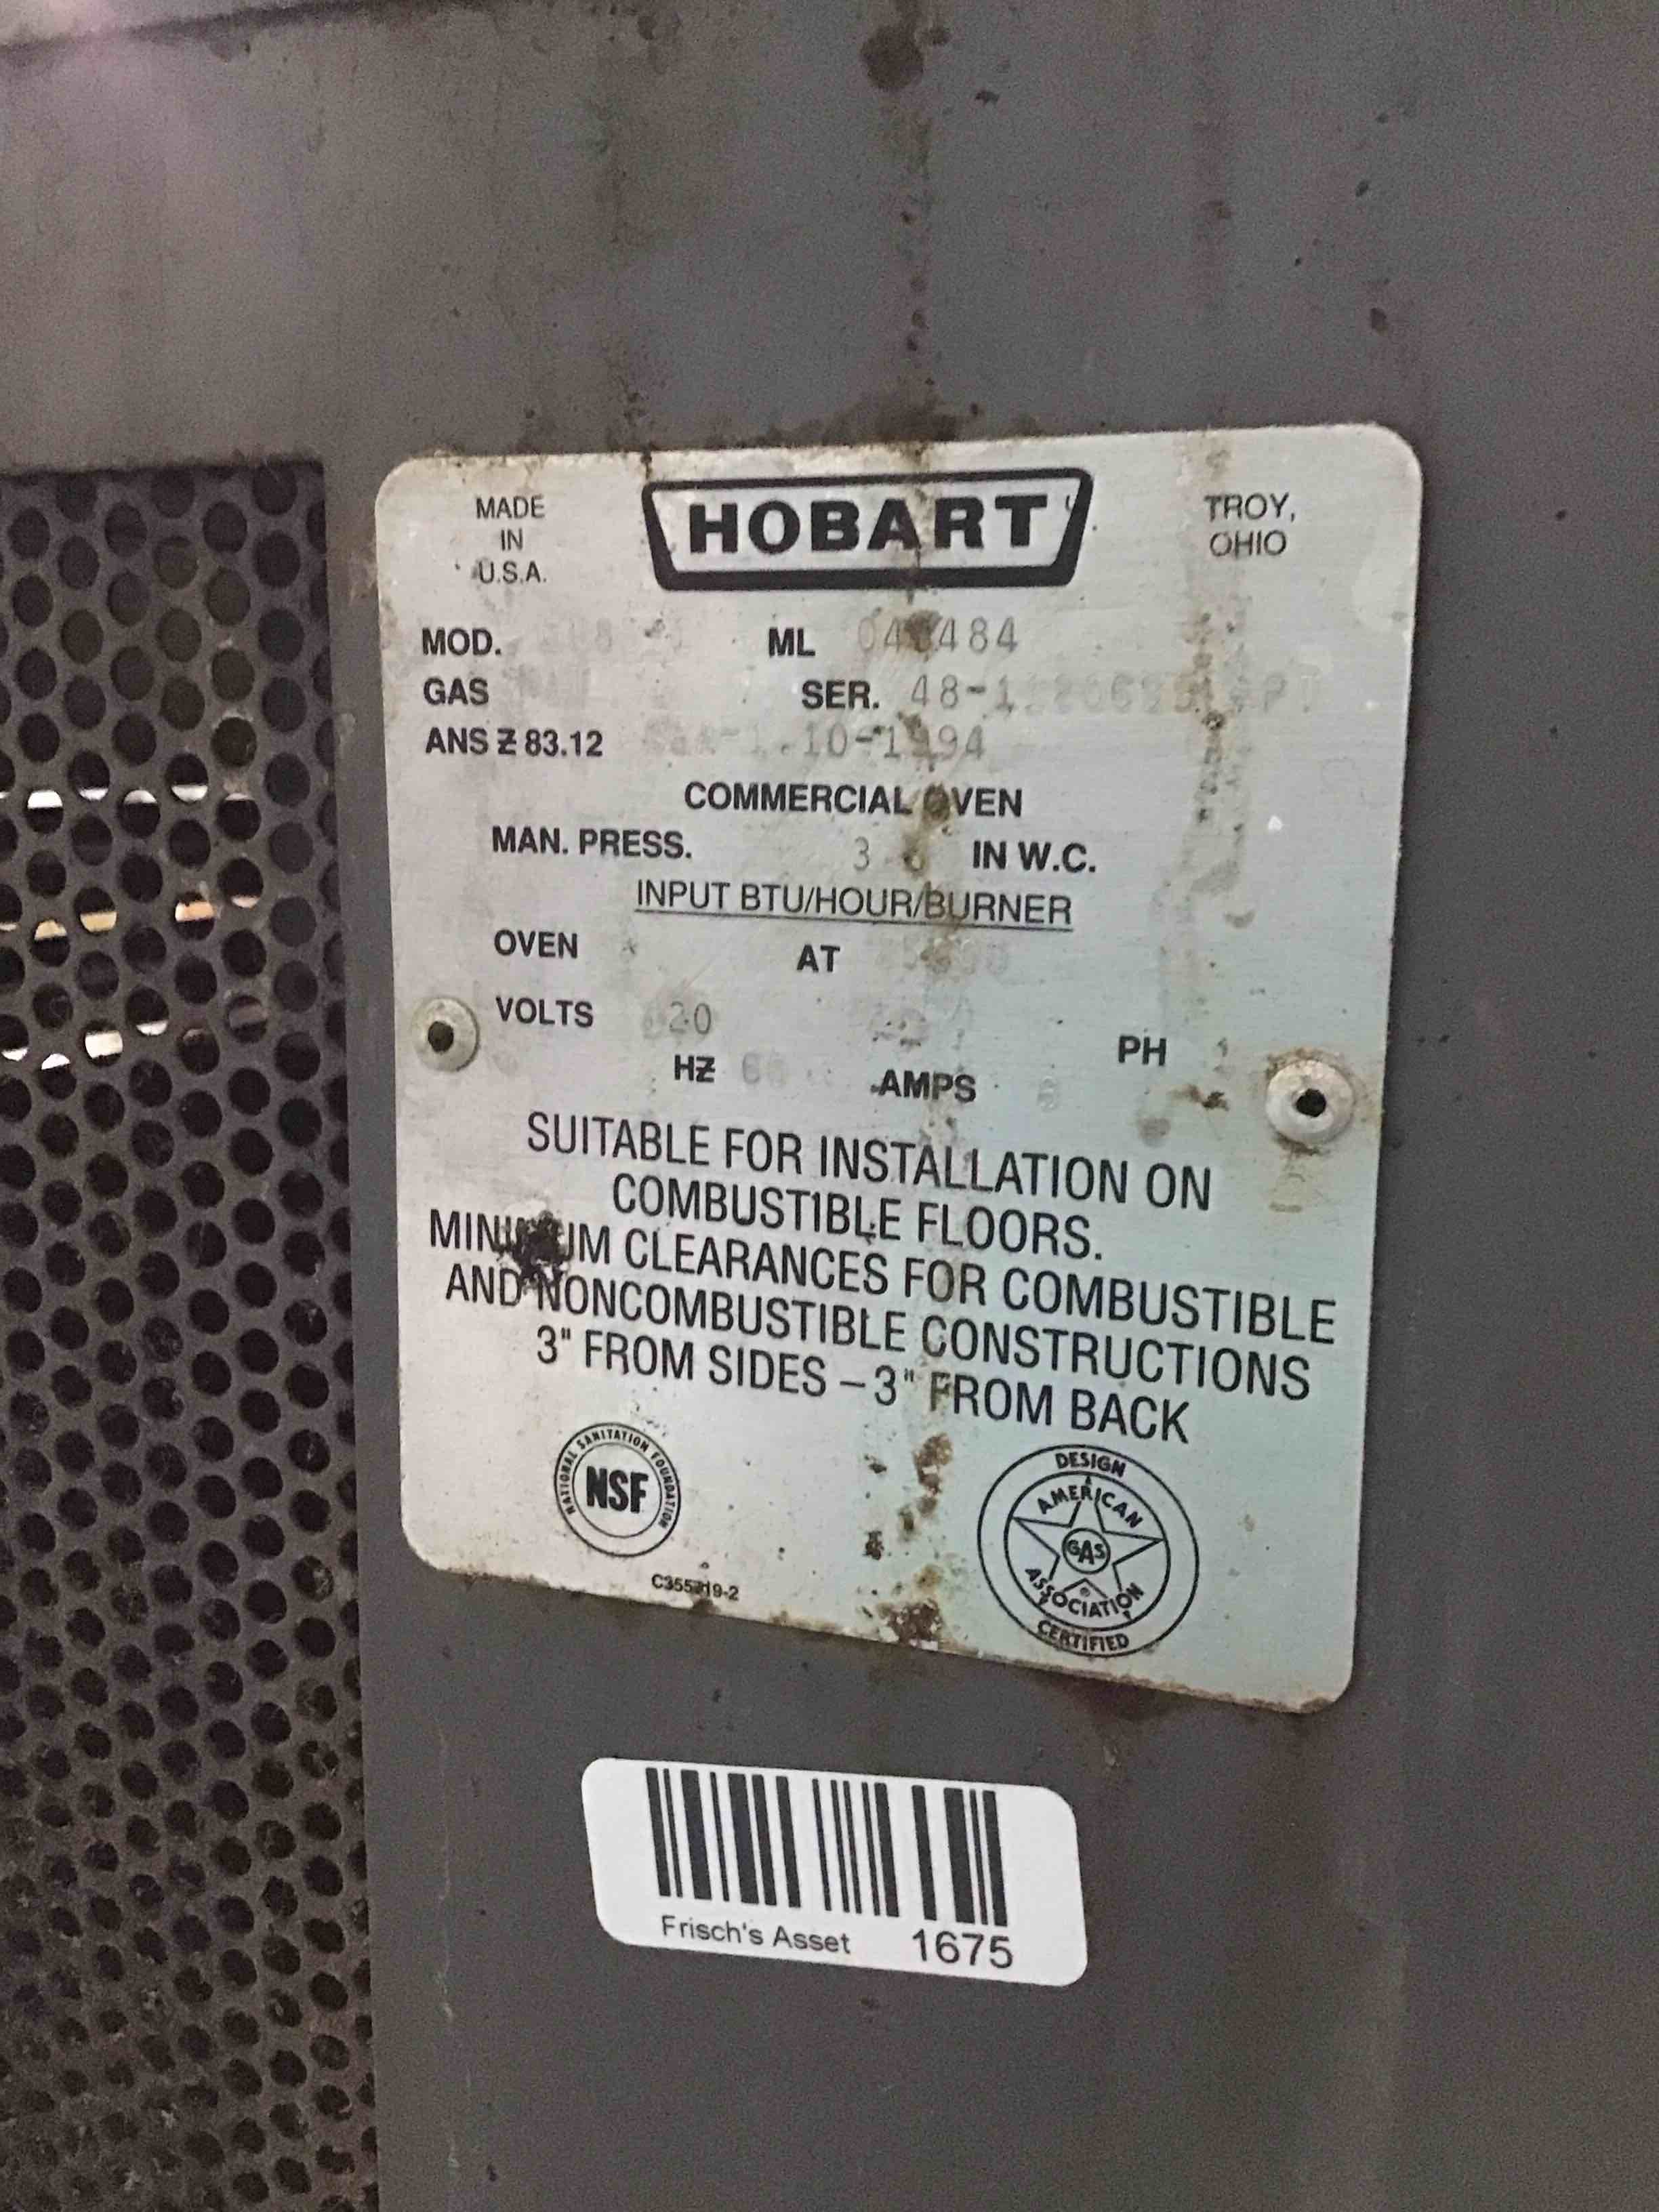 MADE
IN
U.S.A.
HOBART
TROY,
OHIO
MOD. ML
GAS SER.
ANS Z 83.12
COMMERCIAL OVEN
MAN. PRESS. IN W.C.
INPUT BTU/HOUR/BURNER
OVEN AT
VOLTS PH
HZ AMPS
SUITABLE FOR INSTALLATION ON
COMBUSTIBLE FLOORS.
MINIMUM CLEARANCES FOR COMBUSTIBLE
AND NONCOMBUSTIBLE CONSTRUCTIONS
3" FROM SIDES – 3" FROM BACK
NATIONAL SANITATION FOUNDATION
NSF
DESIGN
AMERICAN
GAS
ASSOCIATION
CERTIFIED
Frisch's Asset 1675